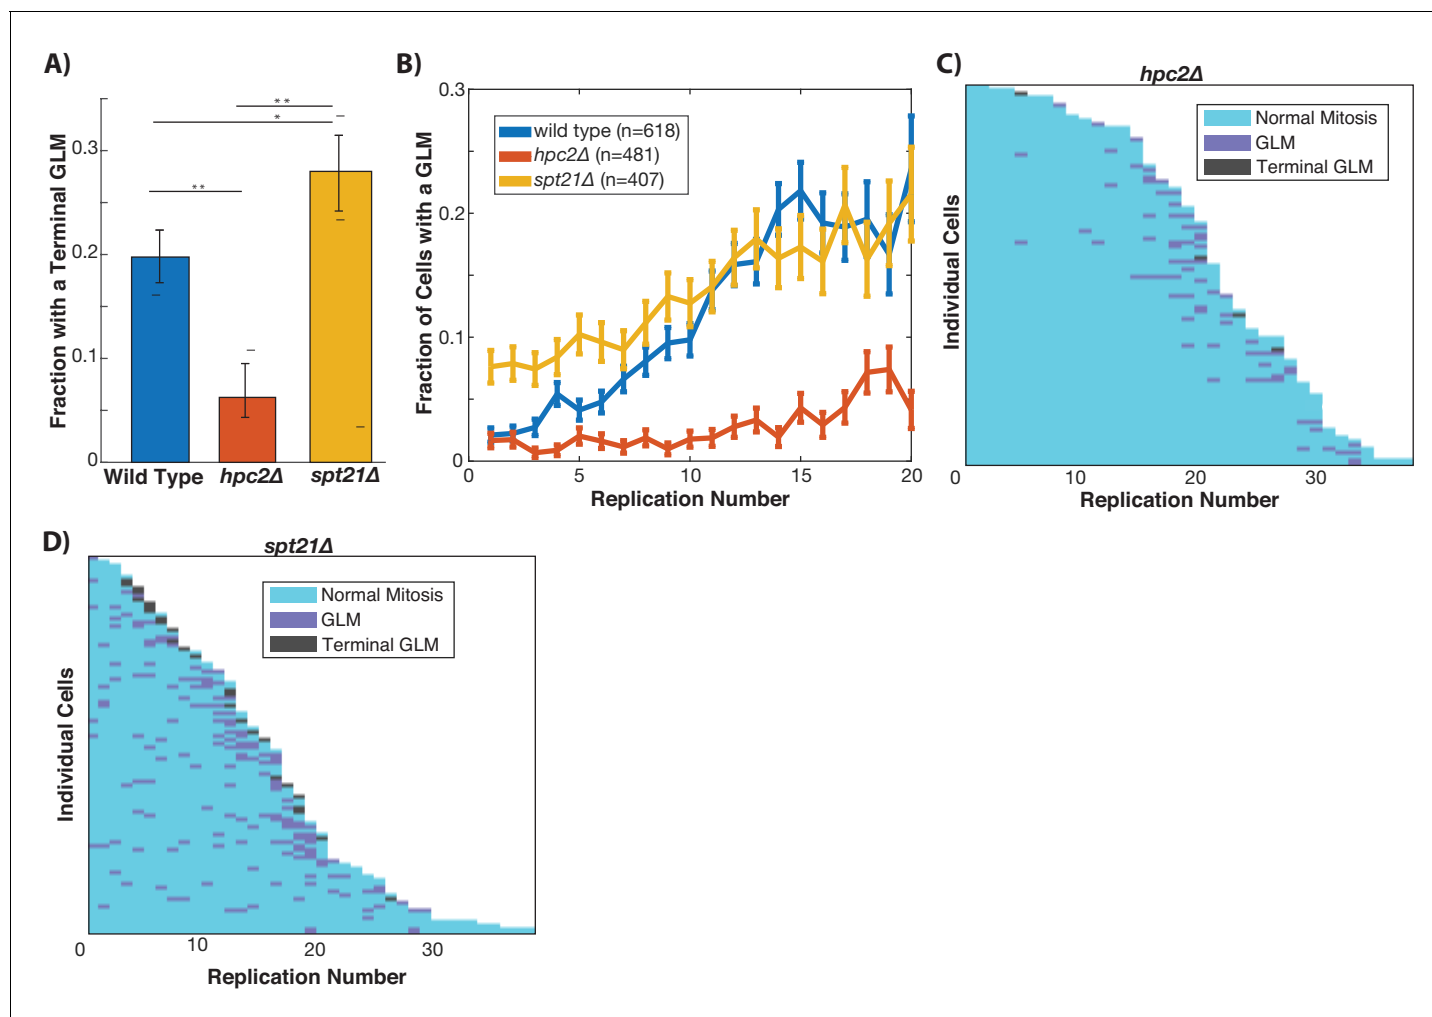 A)
Fraction with a Terminal GLM
0.3
0.2
0.1
0
* *
*
* *
Wild Type
hpc2Δ
spt21Δ
B)
Fraction of Cells with a GLM
0.3
0.2
0.1
0
wild type (n=618)
hpc2Δ (n=481)
spt21Δ (n=407)
0 5 10 15 20
Replication Number
C)
hpc2Δ
Individual Cells
Normal Mitosis
GLM
Terminal GLM
0 10 20 30
Replication Number
D)
spt21Δ
Individual Cells
Normal Mitosis
GLM
Terminal GLM
0 10 20 30
Replication Number